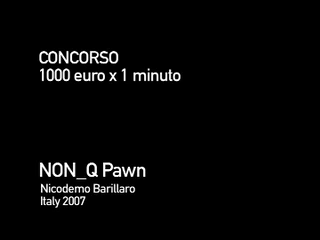 CONCORSO
1000 euro x 1 minuto
NON_Q Pawn
Nicodemo Barillaro
Italy 2007